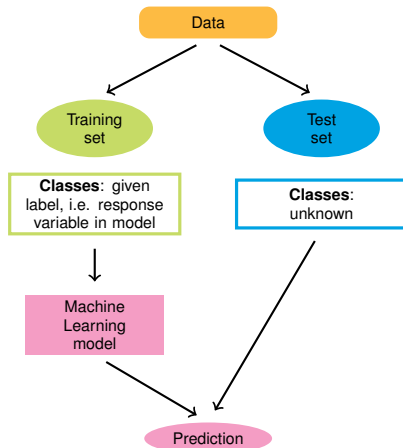 Data
Training
set
Test
set
Classes: given
label, i.e. response
variable in model
Classes:
unknown
Machine
Learning
model
Prediction